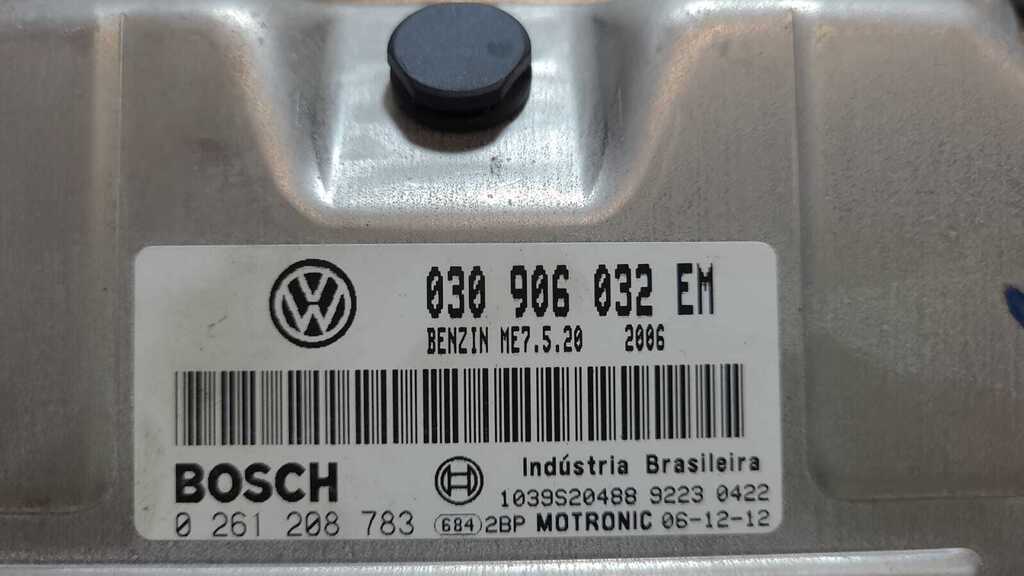 030 906 032 EM
BENZIN ME7.5.20 2006
BOSCH Indústria Brasileira
1039S20488 9223 0422
0 261 208 783 684 2BP MOTRONIC 06-12-12